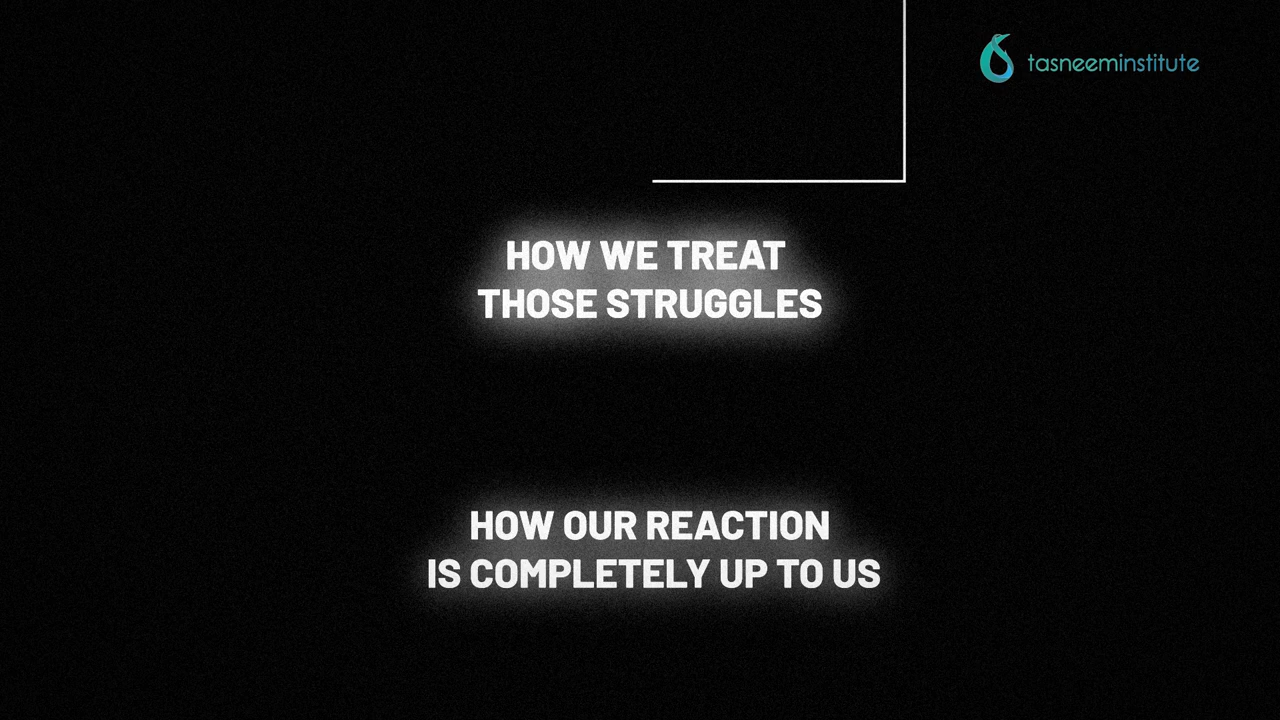 tasneeminstitute
HOW WE TREAT
THOSE STRUGGLES
HOW OUR REACTION
IS COMPLETELY UP TO US